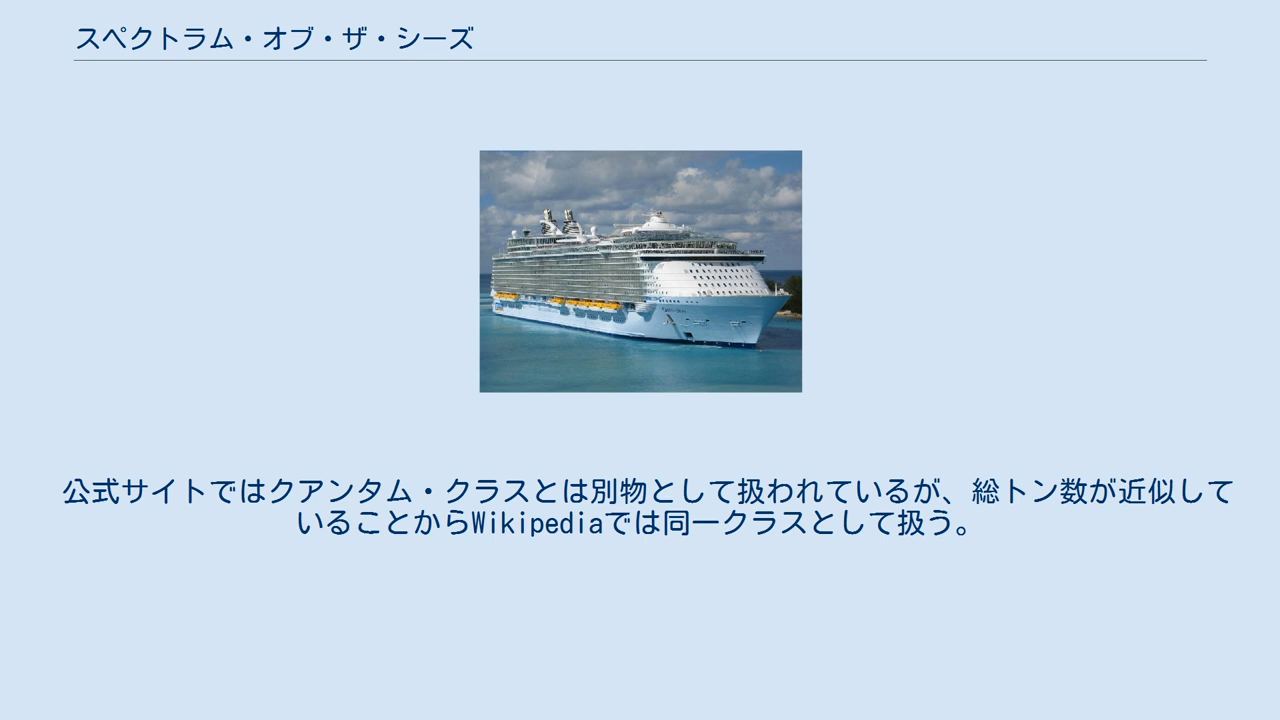 スペクトラム・オブ・ザ・シーズ
公式サイトではクアンタム・クラスとは別物として扱われているが、総トン数が近似して
いることからWikipediaでは同一クラスとして扱う。